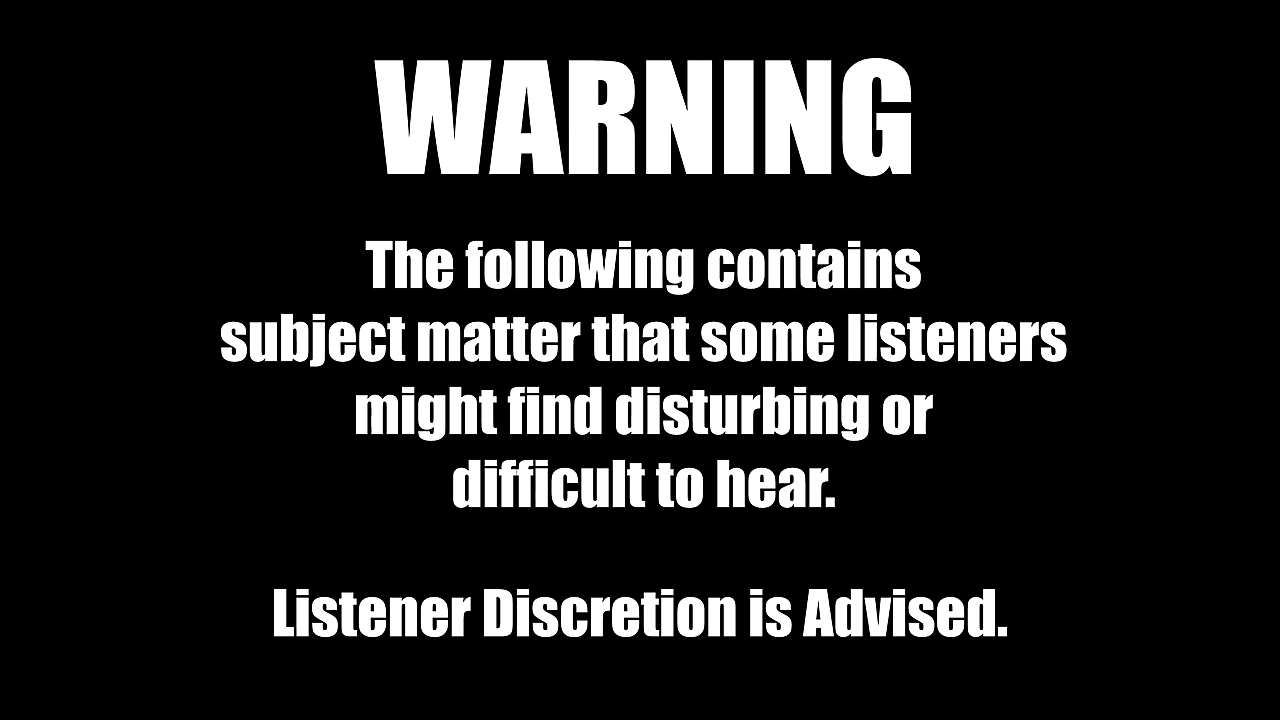 WARNING
The following contains
subject matter that some listeners
might find disturbing or
difficult to hear.
Listener Discretion is Advised.